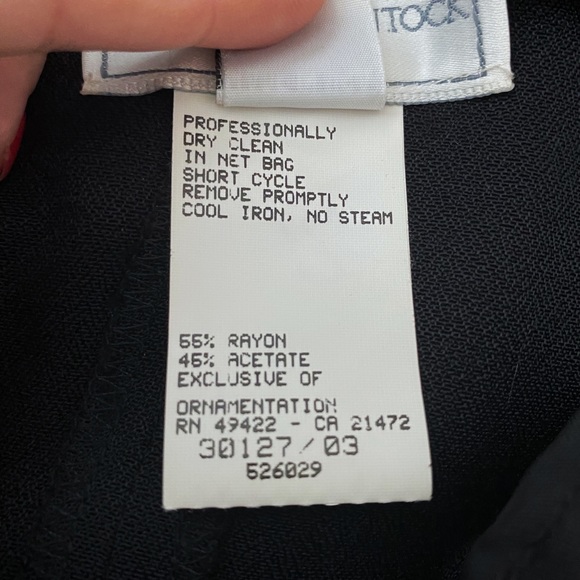 TTOCK
PROFESSIONALLY
DRY CLEAN
IN NET BAG
SHORT CYCLE
REMOVE PROMPTLY
COOL IRON, NO STEAM
55% RAYON
45% ACETATE
EXCLUSIVE OF
ORNAMENTATION
RN 49422 - CA 21472
30127/03
526029